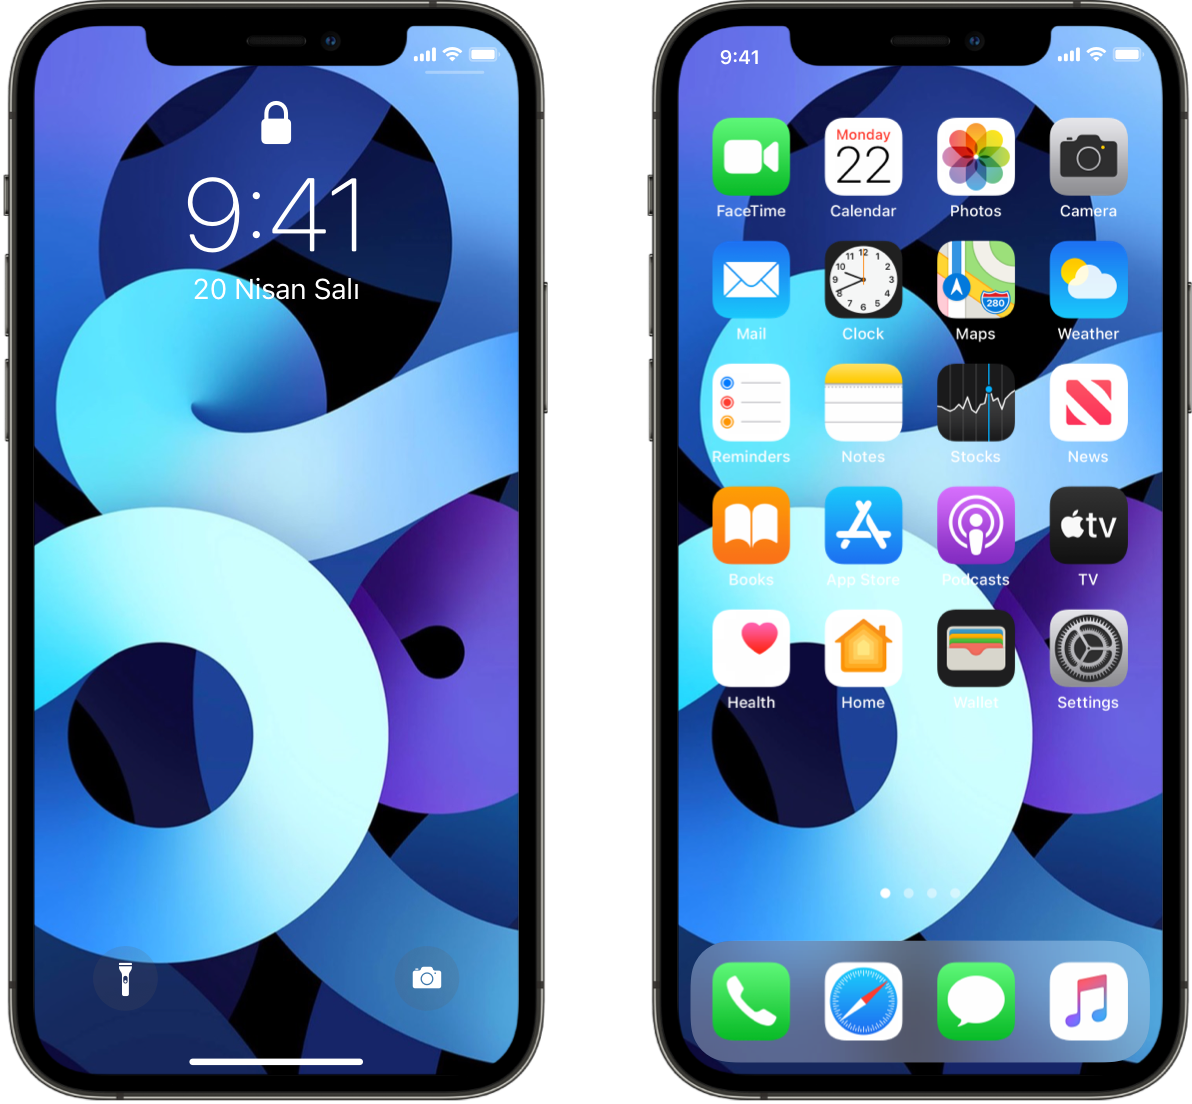 9:41
20 Nisan Salı
9:41
Monday
22
FaceTime Calendar Photos Camera
12
11 1
10 2
9 3
8 4
7 6 5
280
Mail Clock Maps Weather
Reminders Notes Stocks News
tv
Books App Store Podcasts TV
Health Home Wallet Settings